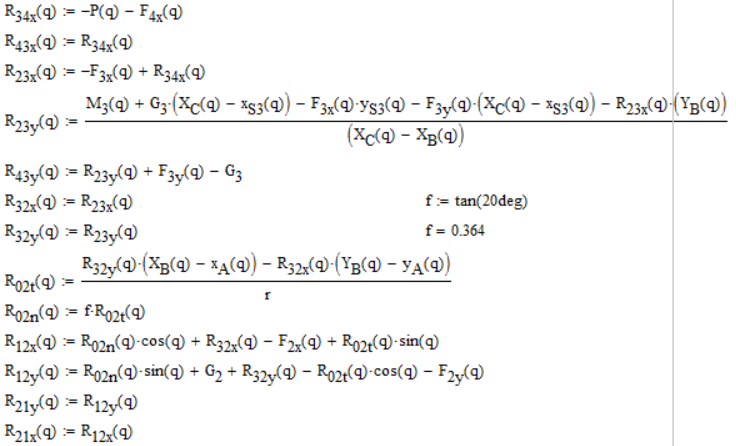 R34x(q) := −P(q) − F4x(q)
R43x(q) := R34x(q)
R23x(q) := −F3x(q) + R34x(q)
R23y(q) := M3(q) + G3·(XC(q) − xS3(q)) − F3x(q)·yS3(q) − F3y(q)·(XC(q) − xS3(q)) − R23x(q)·(YB(q))
(XC(q) − XB(q))
R43y(q) := R23y(q) + F3y(q) − G3
R32x(q) := R23x(q) f := tan(20deg)
R32y(q) := R23y(q) f = 0.364
R02t(q) := R32y(q)·(XB(q) − xA(q)) − R32x(q)·(YB(q) − yA(q))
r
R02n(q) := f·R02t(q)
R12x(q) := R02n(q)·cos(q) + R32x(q) − F2x(q) + R02t(q)·sin(q)
R12y(q) := R02n(q)·sin(q) + G2 + R32y(q) − R02t(q)·cos(q) − F2y(q)
R21y(q) := R12y(q)
R21x(q) := R12x(q)